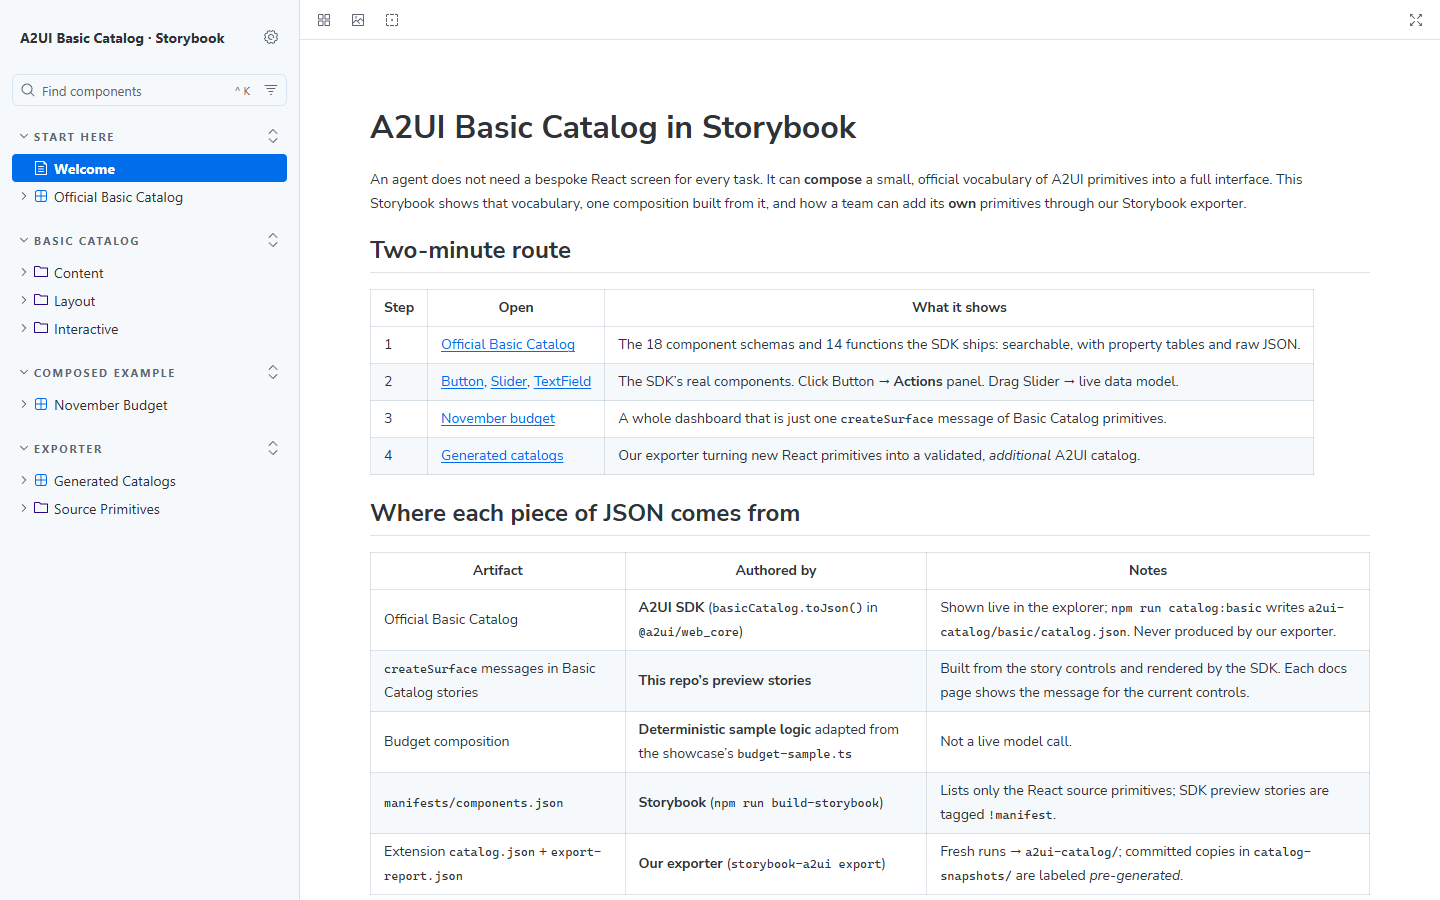 A2UI Basic Catalog · Storybook
Find components
^ K
START HERE
Welcome
Official Basic Catalog
BASIC CATALOG
Content
Layout
Interactive
COMPOSED EXAMPLE
November Budget
EXPORTER
Generated Catalogs
Source Primitives
A2UI Basic Catalog in Storybook
An agent does not need a bespoke React screen for every task. It can compose a small, official vocabulary of A2UI primitives into a full interface. This
Storybook shows that vocabulary, one composition built from it, and how a team can add its own primitives through our Storybook exporter.
Two-minute route
Step Open What it shows
1 Official Basic Catalog The 18 component schemas and 14 functions the SDK ships: searchable, with property tables and raw JSON.
2 Button, Slider, TextField The SDK's real components. Click Button → Actions panel. Drag Slider → live data model.
3 November budget A whole dashboard that is just one createSurface message of Basic Catalog primitives.
4 Generated catalogs Our exporter turning new React primitives into a validated, additional A2UI catalog.
Where each piece of JSON comes from
Artifact Authored by Notes
Official Basic Catalog
A2UI SDK (basicCatalog.toJson() in
@a2ui/web_core)
Shown live in the explorer; npm run catalog:basic writes a2ui-
catalog/basic/catalog.json. Never produced by our exporter.
createSurface messages in Basic
Catalog stories
This repo's preview stories
Built from the story controls and rendered by the SDK. Each docs
page shows the message for the current controls.
Budget composition
Deterministic sample logic adapted from
the showcase's budget-sample.ts
Not a live model call.
manifests/components.json
Storybook (npm run build-storybook)
Lists only the React source primitives; SDK preview stories are
tagged !manifest.
Extension catalog.json + export-
report.json
Our exporter (storybook-a2ui export)
Fresh runs → a2ui-catalog/; committed copies in catalog-
snapshots/ are labeled pre-generated.